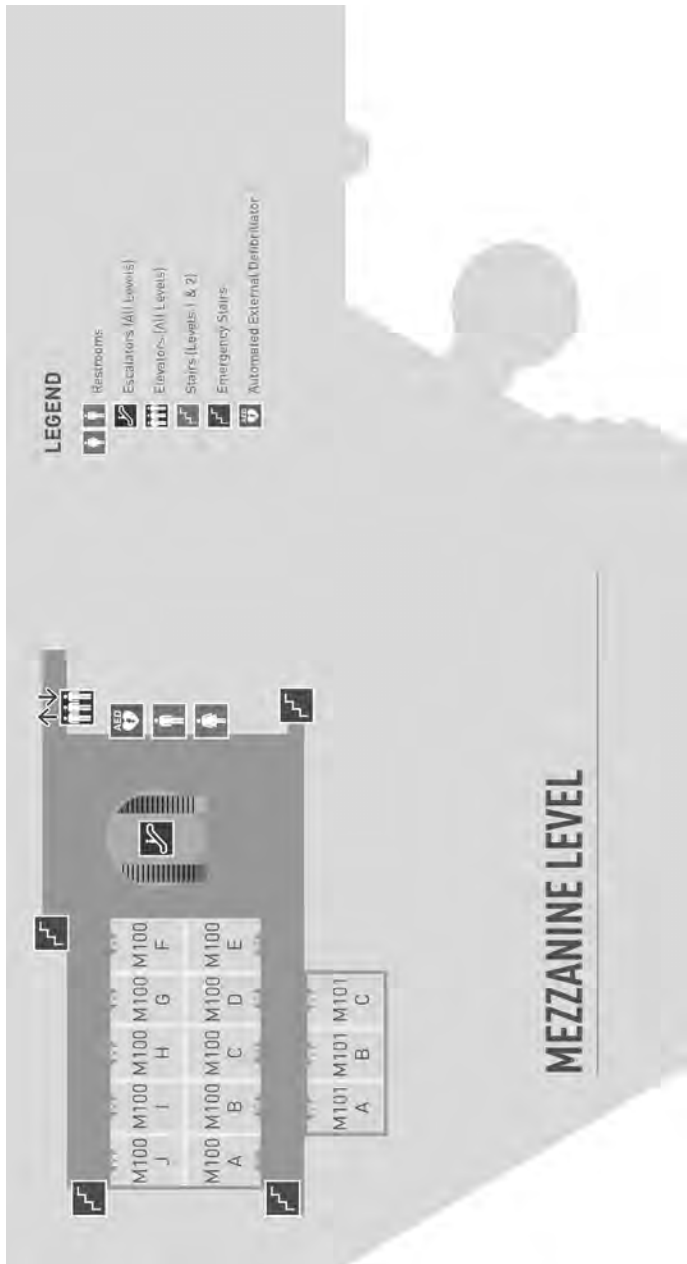 LEGEND
Restrooms
Escalators (All Levels)
Elevators (All Levels)
Stairs (Levels 1 & 2)
Emergency Stairs
AED
Automated External Defibrillator
AED
M100 M100 M100 M100 M100
J I H G F
M100 M100 M100 M100 M100
A B C D E
M101 M101 M101
A B C
MEZZANINE LEVEL